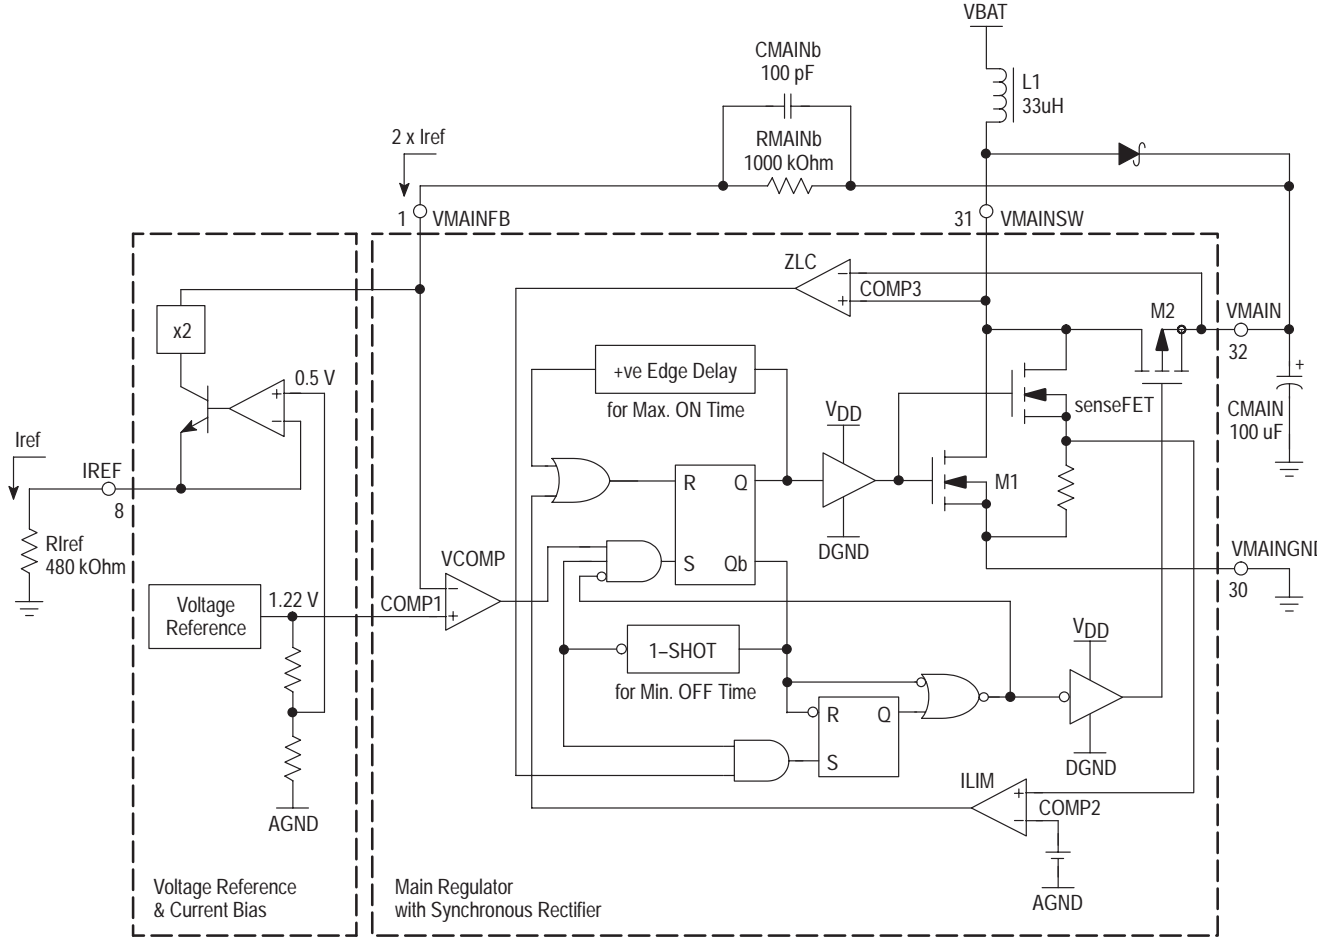 VBAT
CMAINb
100 pF
L1
33uH
2 x Iref
RMAINb
1000 kOhm
1 VMAINFB
31 VMAINSW
ZLC
COMP3
+
−
x2
M2
VMAIN
32
+ve Edge Delay
for Max. ON Time
0.5 V
+
−
VDD
senseFET
+
CMAIN
100 uF
Iref
IREF
8
R Q
M1
RIref
480 kOhm
DGND
S Qb
VCOMP
VMAINGND
30
Voltage
Reference
1.22 V
COMP1
−
+
1–SHOT
for Min. OFF Time
VDD
R Q
S
DGND
AGND
ILIM
+
−
COMP2
AGND
Voltage Reference
& Current Bias
Main Regulator
with Synchronous Rectifier